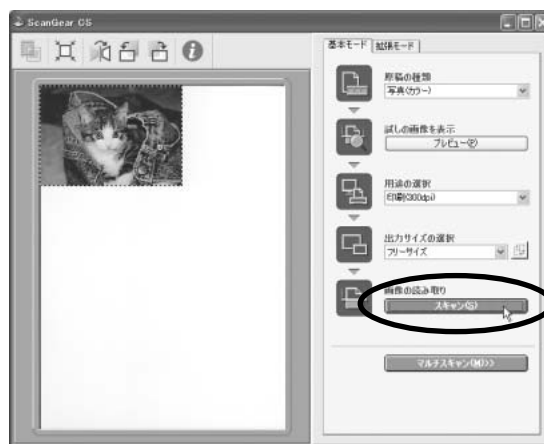 ScanGear CS
基本モード
拡張モード
原稿の種類
写真(カラー)
試しの画像を表示
プレビュー(P)
用途の選択
印刷(300dpi)
出力サイズの選択
フリーサイズ
画像の読み取り
スキャン(S)
マルチスキャン(M)>>